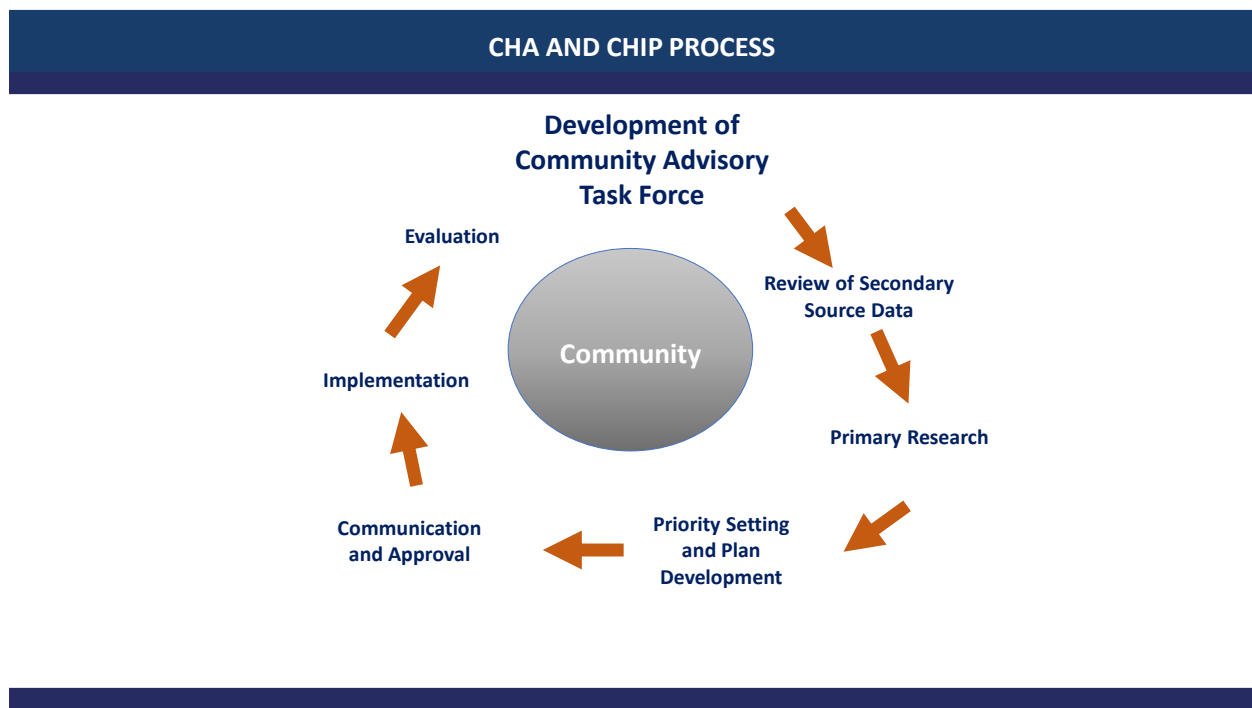 CHA AND CHIP PROCESS
Development of
Community Advisory
Task Force
Review of Secondary
Source Data
Primary Research
Priority Setting
and Plan
Development
Communication
and Approval
Implementation
Evaluation
Community